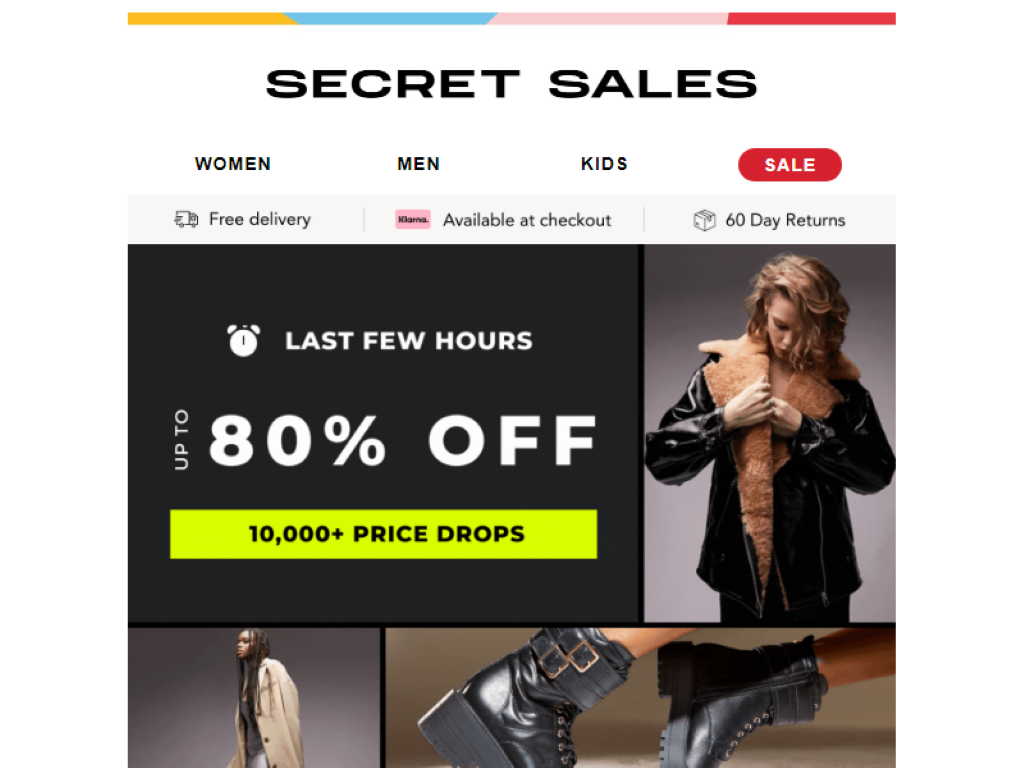 SECRET SALES
WOMEN MEN KIDS SALE
Free delivery Klarna. Available at checkout 60 Day Returns
LAST FEW HOURS
UP TO 80% OFF
10,000+ PRICE DROPS